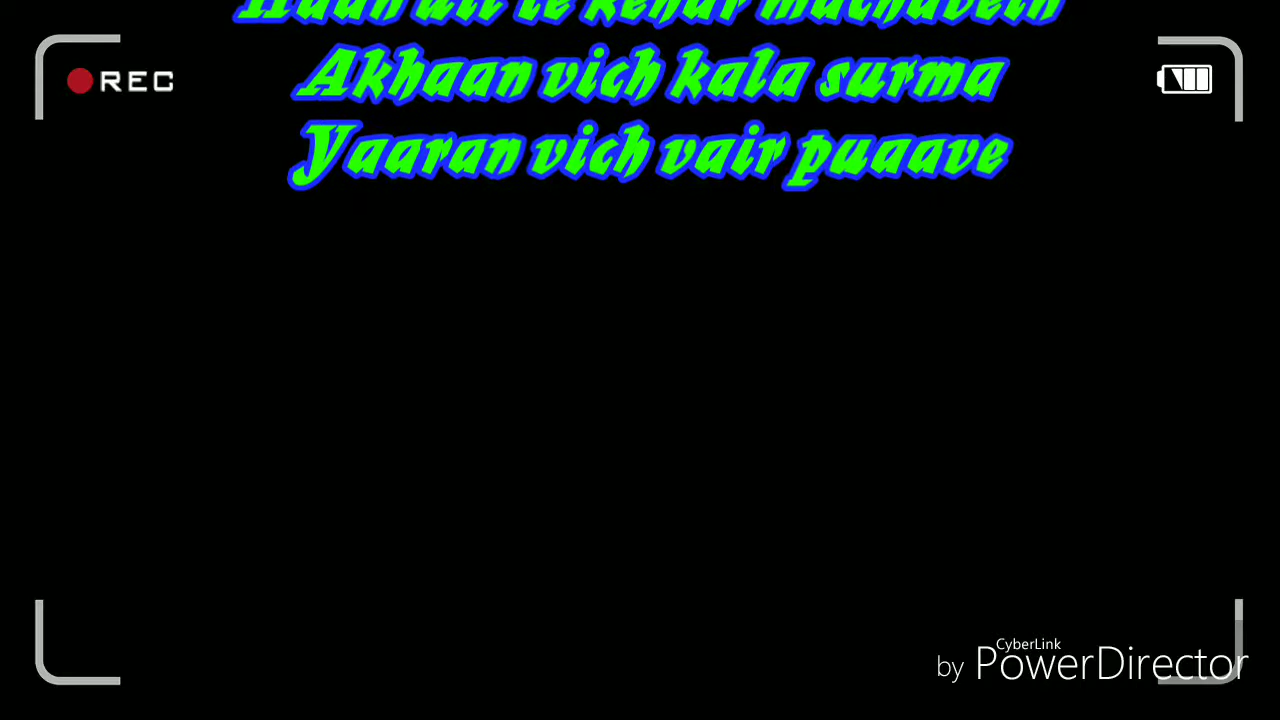 Akhaan vich kala surma
REC
Yaaran vich vair puaave
CyberLink
by PowerDirector